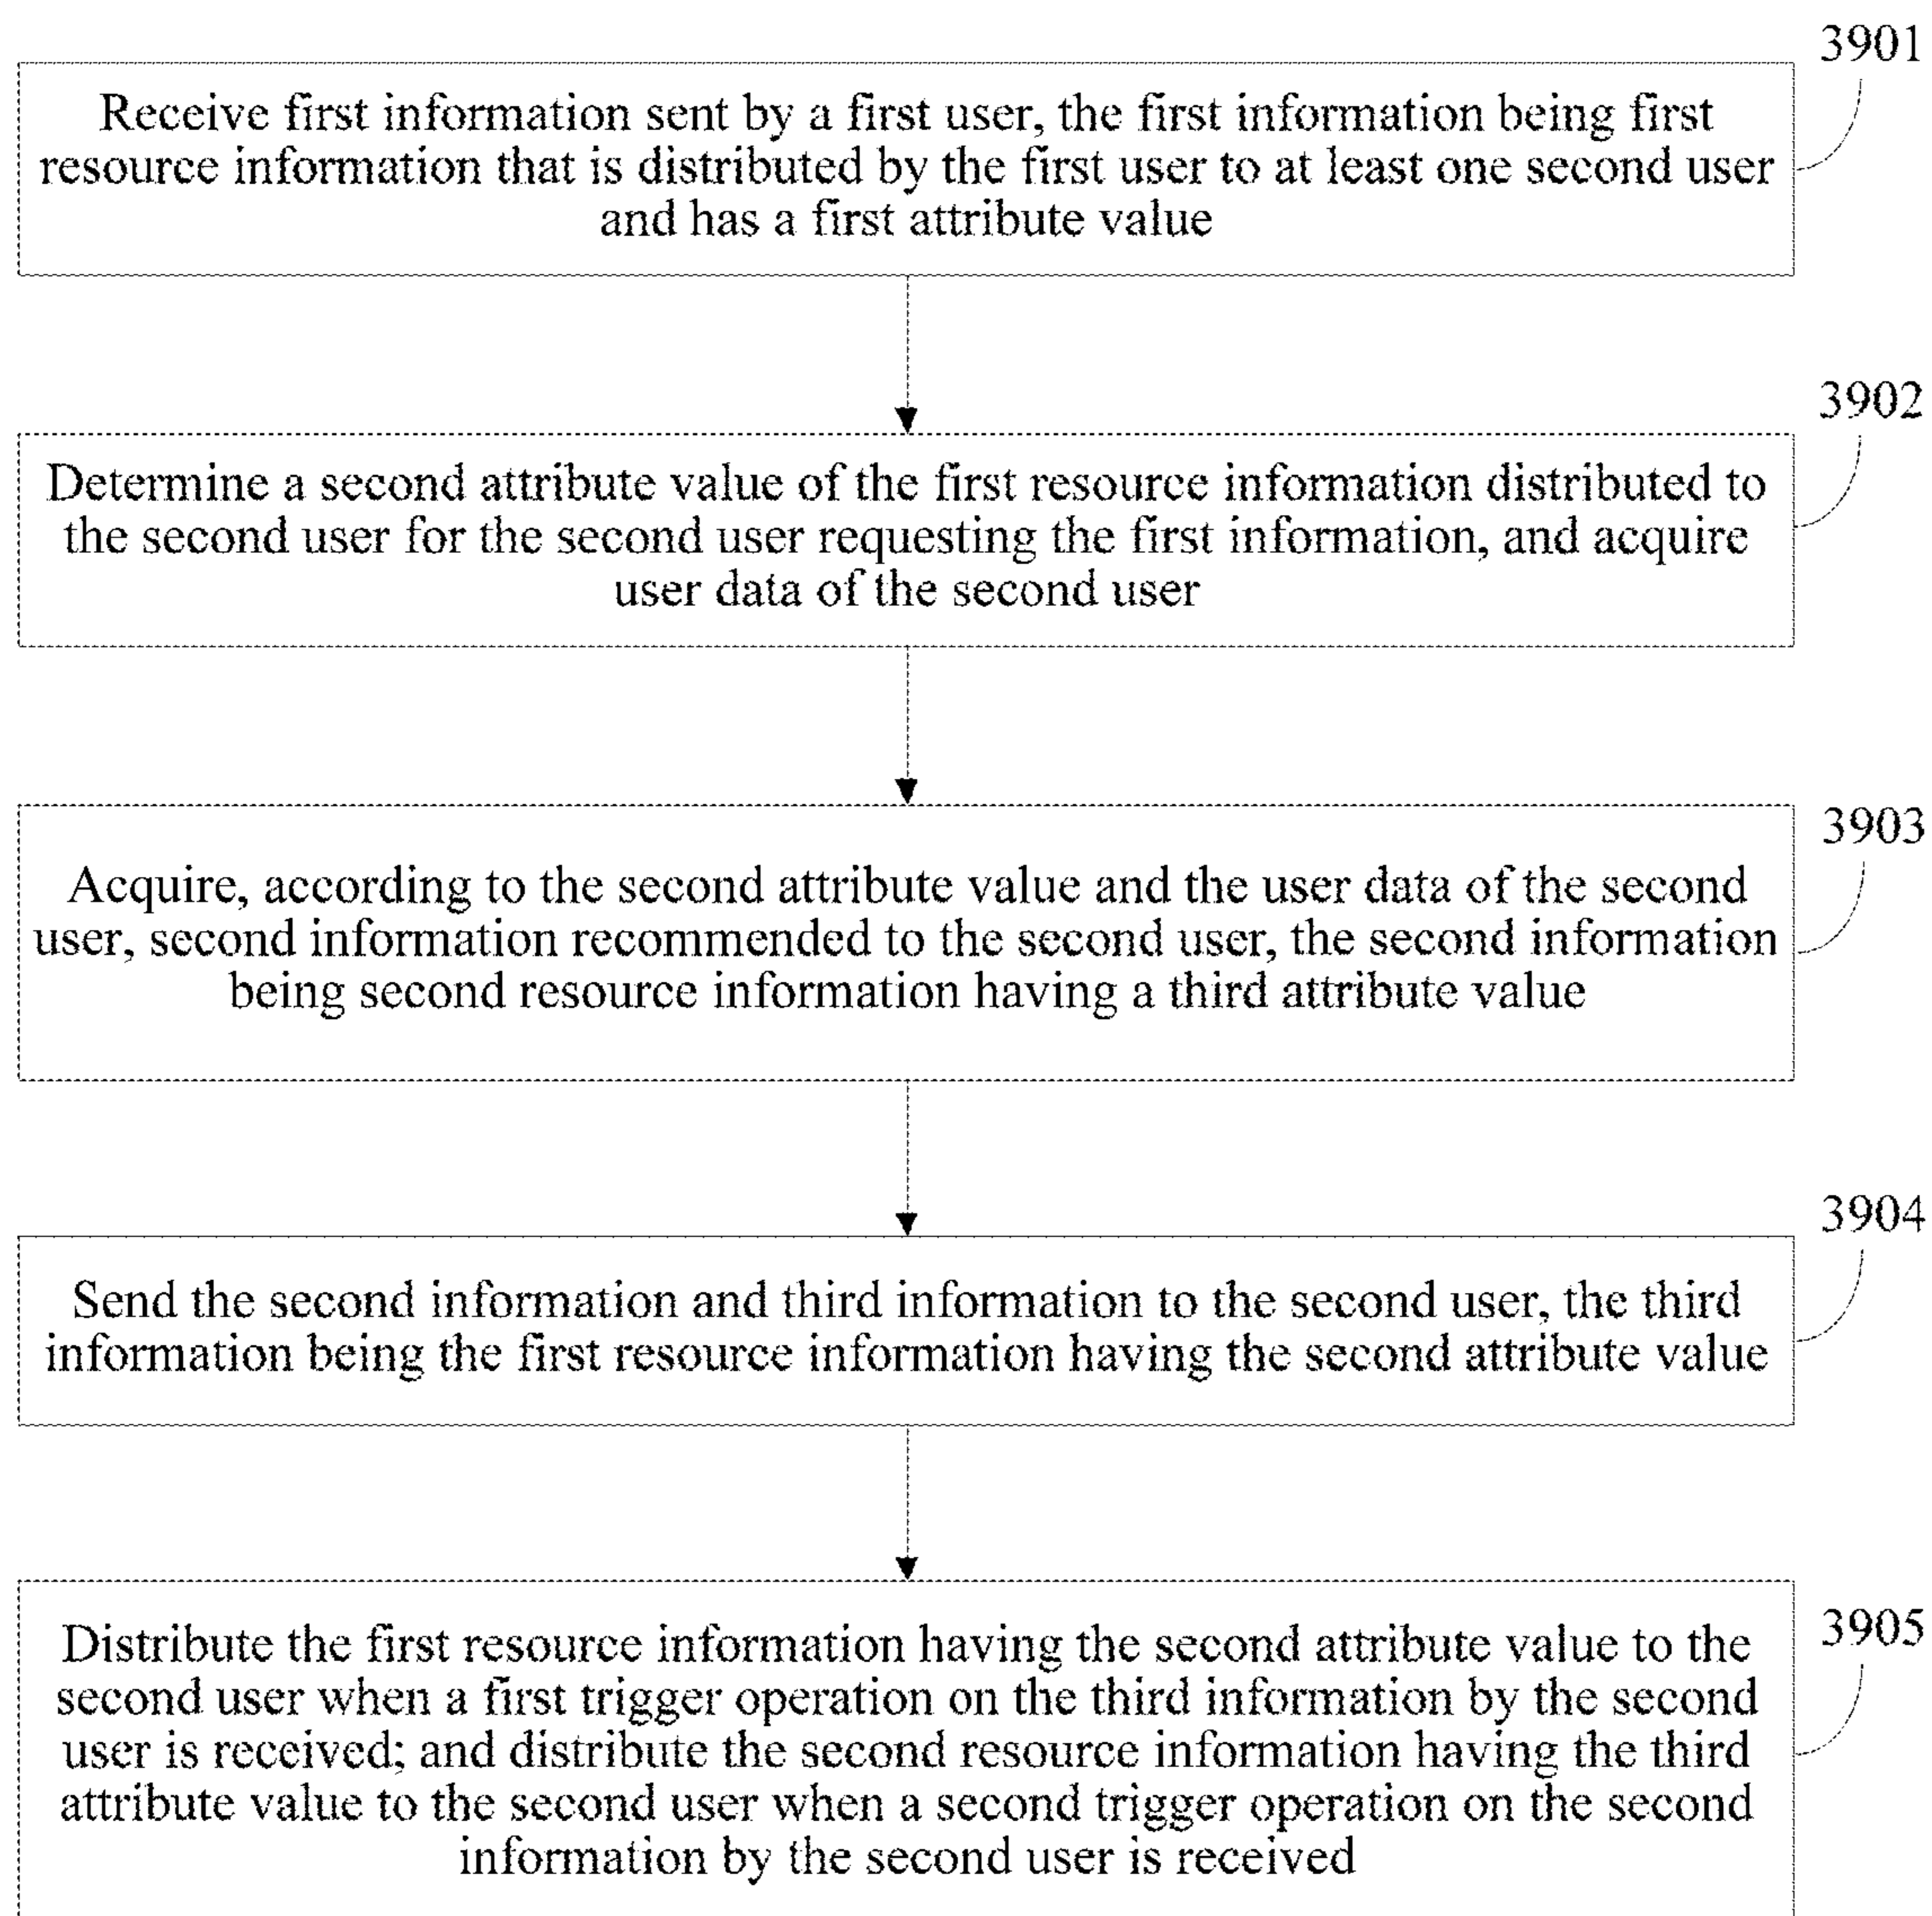 3901
Receive first information sent by a first user, the first information being first
resource information that is distributed by the first user to at least one second user
and has a first attribute value
3902
Determine a second attribute value of the first resource information distributed to
the second user for the second user requesting the first information, and acquire
user data of the second user
3903
Acquire, according to the second attribute value and the user data of the second
user, second information recommended to the second user, the second information
being second resource information having a third attribute value
3904
Send the second information and third information to the second user, the third
information being the first resource information having the second attribute value
3905
Distribute the first resource information having the second attribute value to the
second user when a first trigger operation on the third information by the second
user is received; and distribute the second resource information having the third
attribute value to the second user when a second trigger operation on the second
information by the second user is received